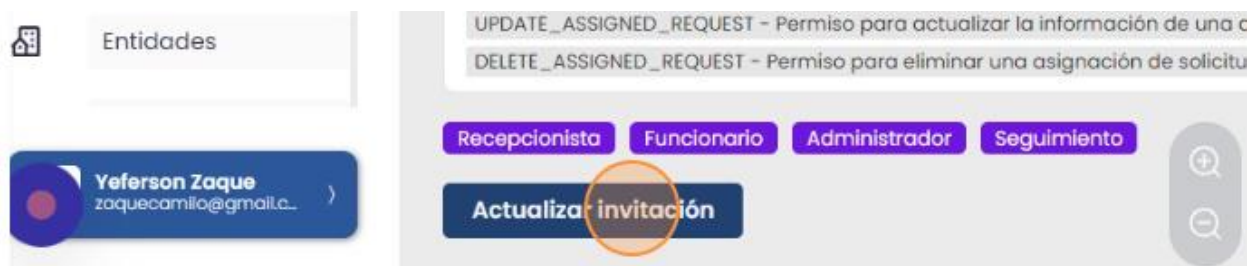 Entidades
Yeferson Zaque
zaquecamilo@gmail.c...
UPDATE_ASSIGNED_REQUEST - Permiso para actualizar la información de una
DELETE_ASSIGNED_REQUEST - Permiso para eliminar una asignación de solicitu
Recepcionista Funcionario Administrador Seguimiento
Actualizar invitación